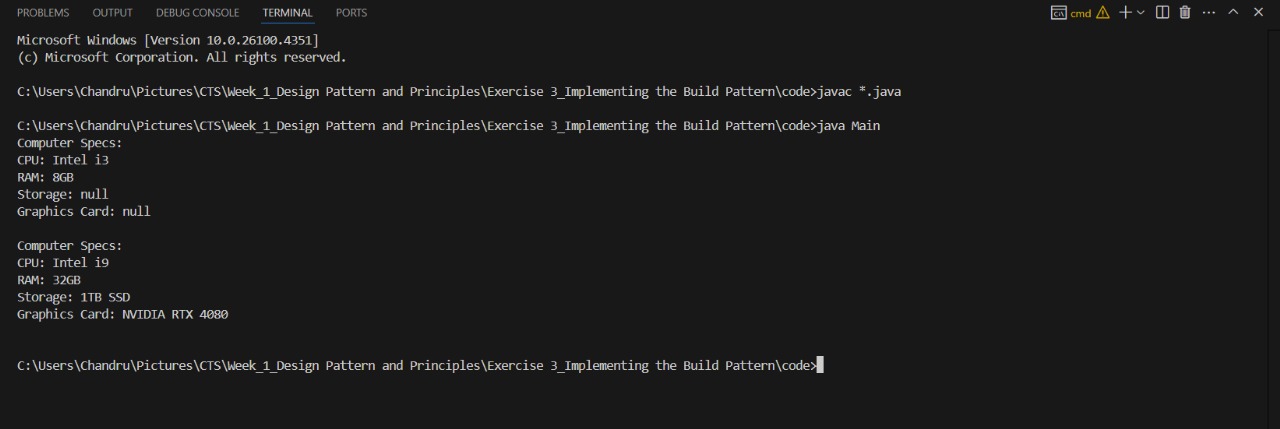 PROBLEMS OUTPUT DEBUG CONSOLE TERMINAL PORTS cmd
Microsoft Windows [Version 10.0.26100.4351]
(c) Microsoft Corporation. All rights reserved.
C:\Users\Chandru\Pictures\CTS\Week_1_Design Pattern and Principles\Exercise 3_Implementing the Build Pattern\code>javac *.java
C:\Users\Chandru\Pictures\CTS\Week_1_Design Pattern and Principles\Exercise 3_Implementing the Build Pattern\code>java Main
Computer Specs:
CPU: Intel i3
RAM: 8GB
Storage: null
Graphics Card: null
Computer Specs:
CPU: Intel i9
RAM: 32GB
Storage: 1TB SSD
Graphics Card: NVIDIA RTX 4080
C:\Users\Chandru\Pictures\CTS\Week_1_Design Pattern and Principles\Exercise 3_Implementing the Build Pattern\code>